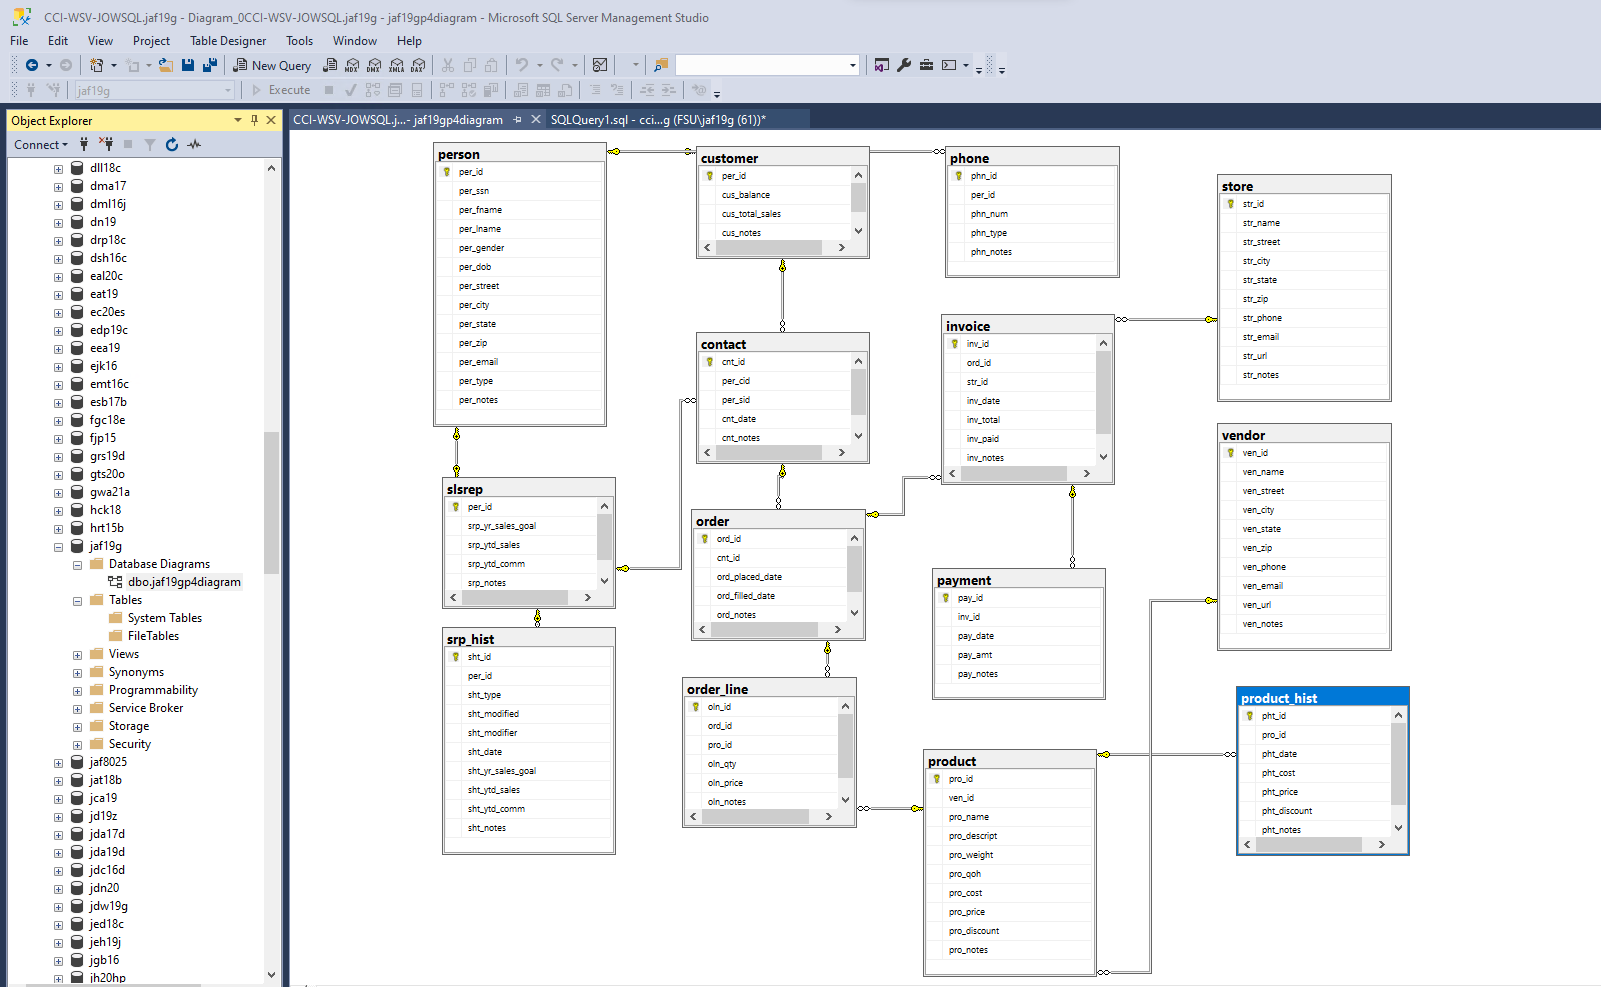 CCI-WSV-JOWSQL.jaf19g - Diagram_0CCI-WSV-JOWSQL.jaf19g - jaf19gp4diagram - Microsoft SQL Server Management Studio
File Edit View Project Table Designer Tools Window Help
New Query MDX DMX XMLA DAX
jaf19g Execute
Object Explorer
Connect
dll18c
dma17
dml16j
dn19
drp18c
dsh16c
eal20c
eat19
ec20es
edp19c
eea19
ejk16
emt16c
esb17b
fgc18e
fjp15
grs19d
gts20o
gwa21a
hck18
hrt15b
jaf19g
Database Diagrams
dbo.jaf19gp4diagram
Tables
System Tables
FileTables
Views
Synonyms
Programmability
Service Broker
Storage
Security
jaf8025
jat18b
jca19
jd19z
jda17d
jda19d
jdc16d
jdn20
jdw19g
jed18c
jeh19j
jgb16
jh20hp
CCI-WSV-JOWSQL.j...- jaf19gp4diagram
SQLQuery1.sql - cci...g (FSU\jaf19g (61))*
person
per_id
per_ssn
per_fname
per_lname
per_gender
per_dob
per_street
per_city
per_state
per_zip
per_email
per_type
per_notes
slsrep
per_id
srp_yr_sales_goal
srp_ytd_sales
srp_ytd_comm
srp_notes
srp_hist
sht_id
per_id
sht_type
sht_modified
sht_modifier
sht_date
sht_yr_sales_goal
sht_ytd_sales
sht_ytd_comm
sht_notes
customer
per_id
cus_balance
cus_total_sales
cus_notes
contact
cnt_id
per_cid
per_sid
cnt_date
cnt_notes
order
ord_id
cnt_id
ord_placed_date
ord_filled_date
ord_notes
order_line
oln_id
ord_id
pro_id
oln_qty
oln_price
oln_notes
phone
phn_id
per_id
phn_num
phn_type
phn_notes
invoice
inv_id
ord_id
str_id
inv_date
inv_total
inv_paid
inv_notes
payment
pay_id
inv_id
pay_date
pay_amt
pay_notes
product
pro_id
ven_id
pro_name
pro_descript
pro_weight
pro_qoh
pro_cost
pro_price
pro_discount
pro_notes
store
str_id
str_name
str_street
str_city
str_state
str_zip
str_phone
str_email
str_url
str_notes
vendor
ven_id
ven_name
ven_street
ven_city
ven_state
ven_zip
ven_phone
ven_email
ven_url
ven_notes
product_hist
pht_id
pro_id
pht_date
pht_cost
pht_price
pht_discount
pht_notes